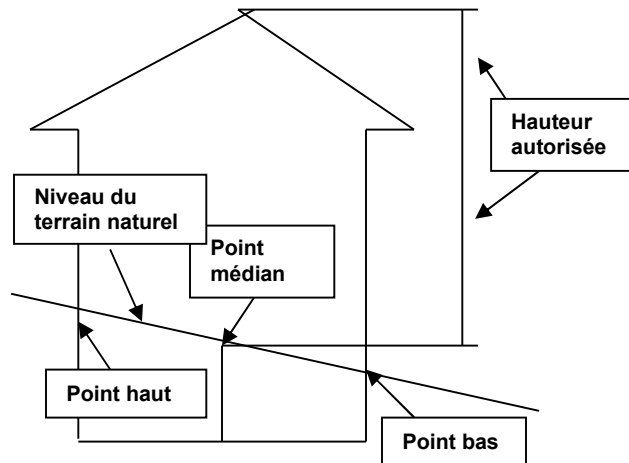 Hauteur
autorisée
Niveau du
terrain naturel
Point
médian
Point haut
Point bas